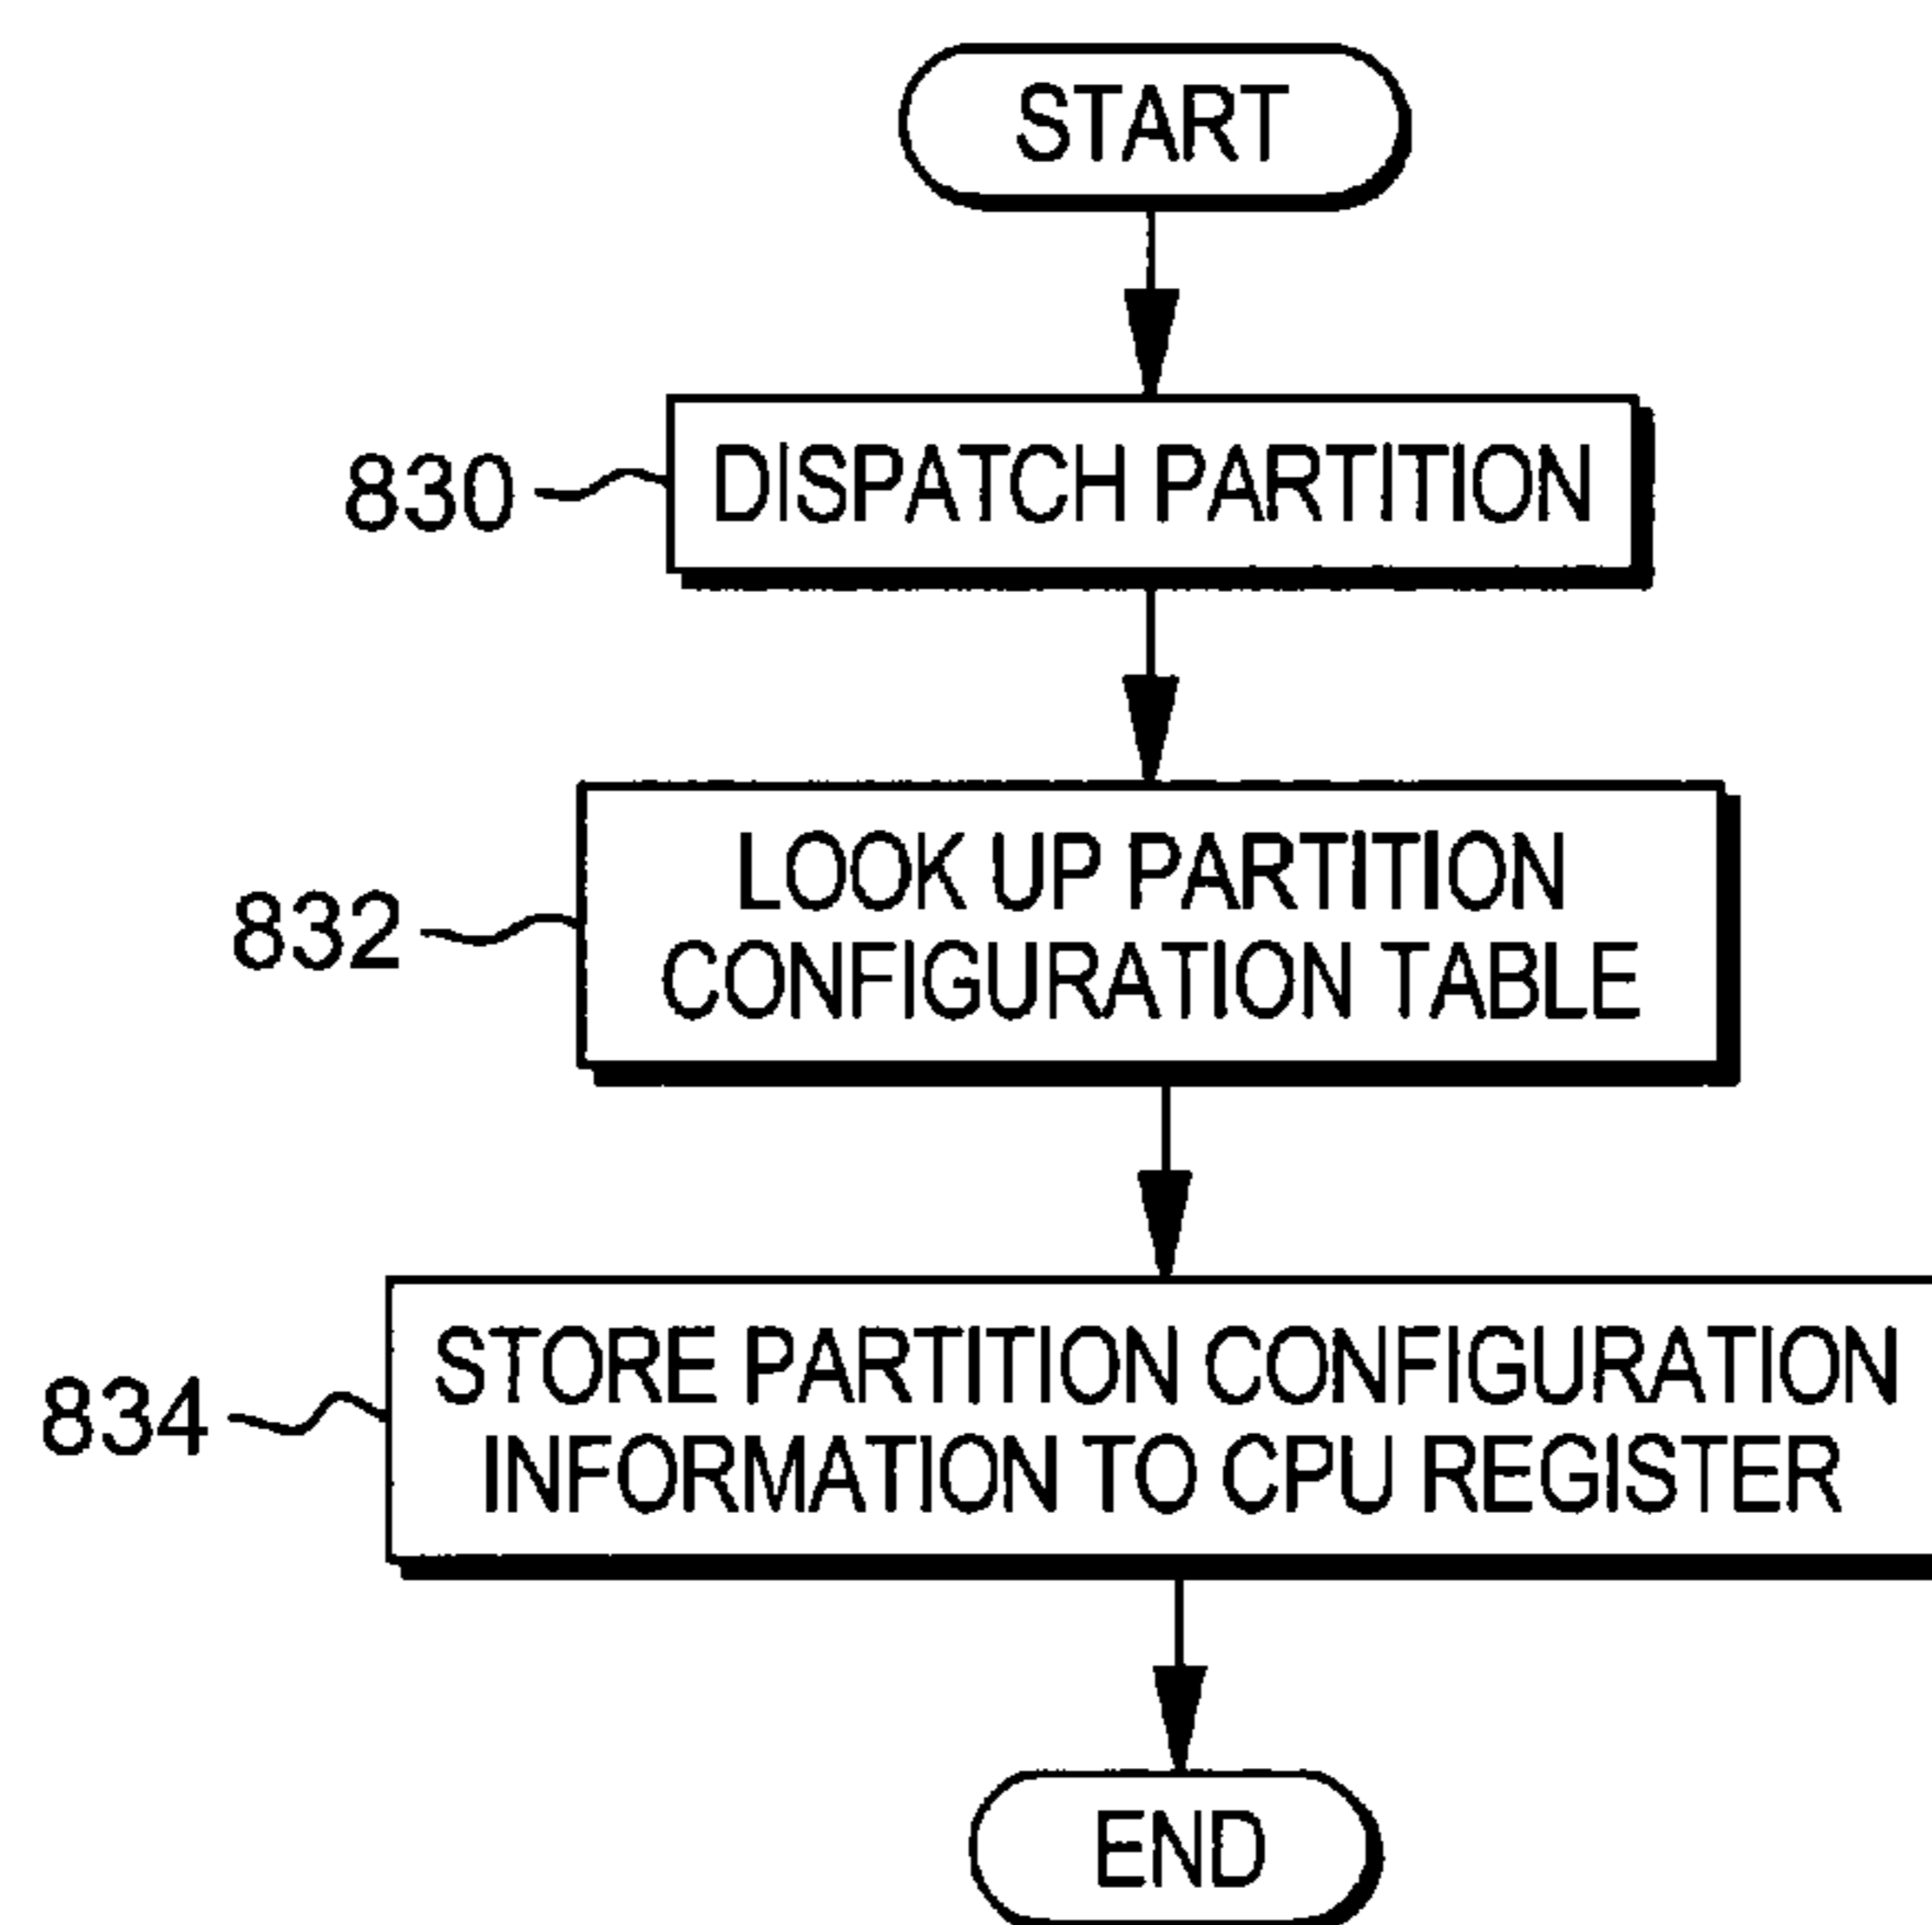 START
830
DISPATCH PARTITION
832
LOOK UP PARTITION
CONFIGURATION TABLE
834
STORE PARTITION CONFIGURATION
INFORMATION TO CPU REGISTER
END